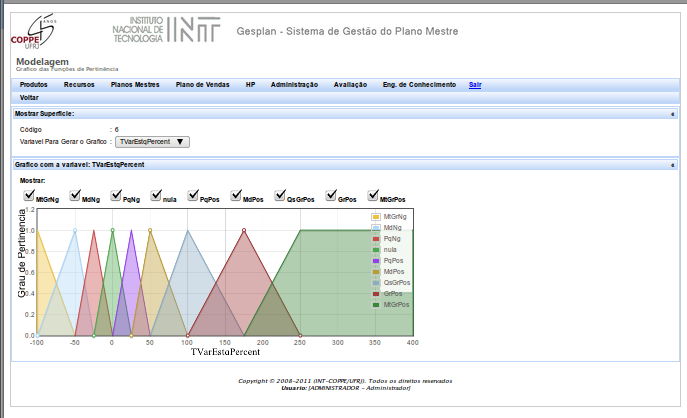 COPPE
UFRJ
ANOS
INSTITUTO
NACIONAL DE
TECNOLOGIA
INT
Gesplan - Sistema de Gestão do Plano Mestre
Modelagem
Grafico das Funções de Pertinência
Produtos Recursos Planos Mestres Plano de Vendas HP Administração Avaliação Eng. de Conhecimento Sair
Voltar
Mostrar Superficie:
Código : 6
Variavel Para Gerar o Grafico : TVarEstqPercent
Grafico com a variavel: TVarEstqPercent
Mostrar:
MtGrNg MdNg PqNg nula PqPos MdPos QsGrPos GrPos MtGrPos
Grau de Pertinencia
1.2
1.0
0.8
0.6
0.4
0.2
0.0
MtGrNg
MdNg
PqNg
nula
PqPos
MdPos
QsGrPos
GrPos
MtGrPos
-100 -50 0 50 100 150 200 250 300 350 400
TVarEstqPercent
Copyright © 2008-2011 (INT-COPPE/UFRJ). Todos os direitos reservados
Usuario: [ADMINISTRADOR - Administrador]